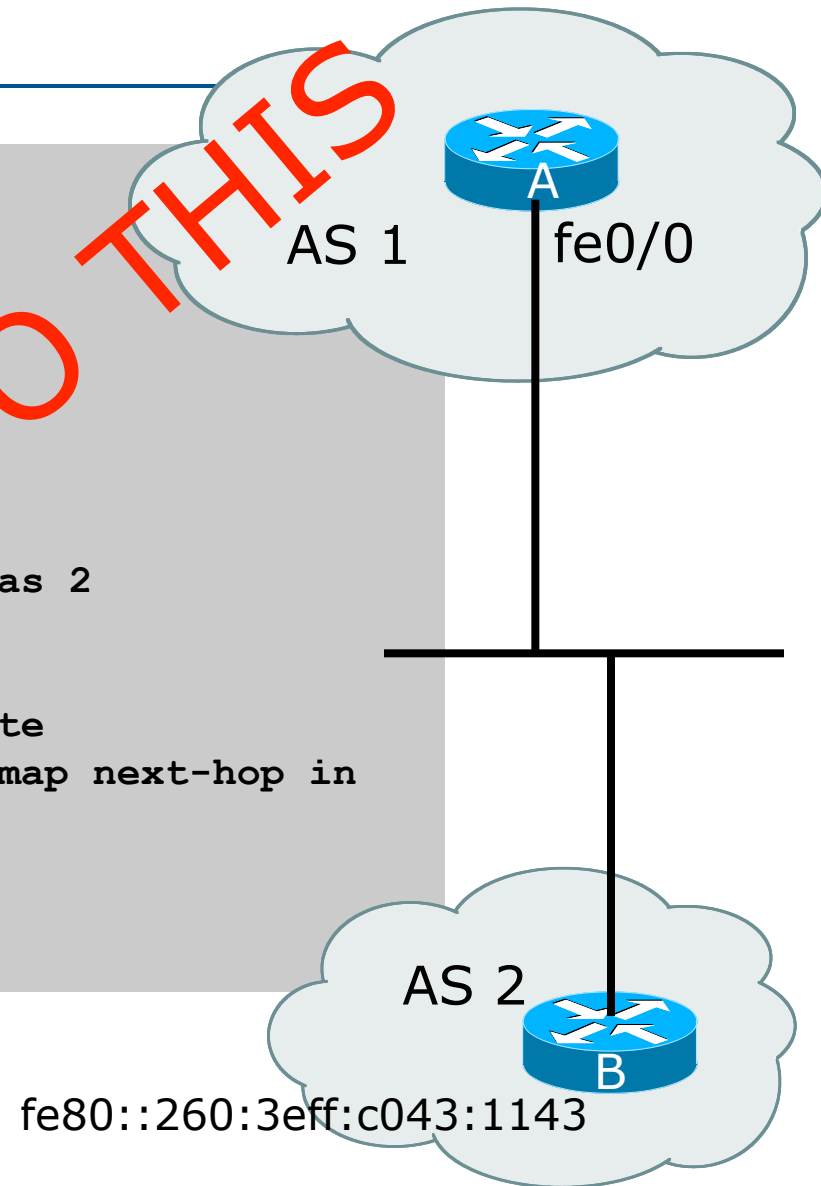 O THIS
A
AS 1
fe0/0
as 2
te
map next-hop in
AS 2
B
fe80::260:3eff:c043:1143